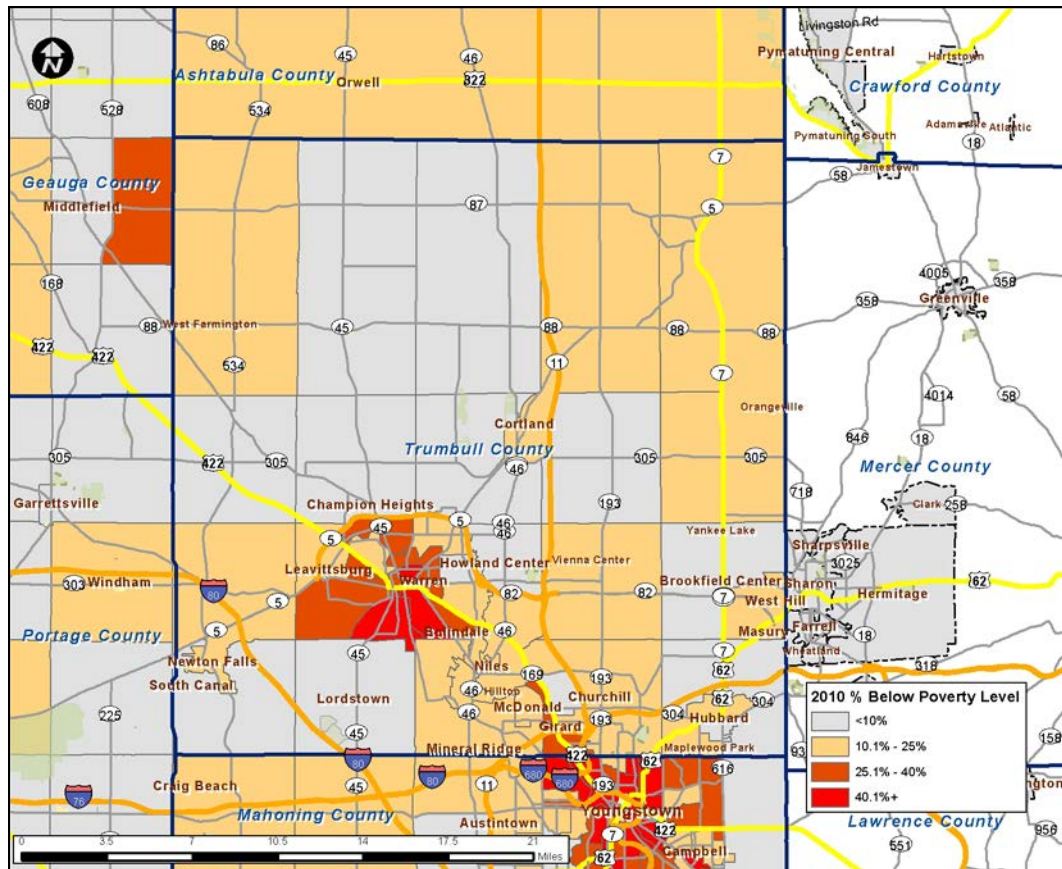 Livingston Rd
86
45
46
Pymatuning Central
Hartstown
Ashtabula County
Orwell
322
Crawford County
608
528
534
Adamsville
Atlantic
Pymatuning South
18
7
Jamestown
58
Geauga County
Middlefield
87
5
168
4005
358
Greenville
358
88
West Farmington
45
88
88
88
422
422
534
11
7
4014
58
Orangeville
Cortland
846
18
Trumbull County
305
422
305
46
305
305
Mercer County
193
718
Garrettsville
Champion Heights
Clark
258
45
5
46
46
Yankee Lake
5
Sharpsville
Leavittsburg
Howland Center
Vienna Center
3025
303
Windham
Warren
Brookfield Center
Sharon
62
80
82
82
7
West Hill
Hermitage
5
5
Bolindale
46
Masury
Farrell
18
Portage County
45
7
Wheatland
Newton Falls
Niles
62
318
South Canal
169
193
46
Hilltop
Churchill
Lordstown
McDonald
62
304
225
46
Girard
193
304
Hubbard
45
Mineral Ridge
Maplewood Park
93
158
422
62
80
80
680
680
616
76
Craig Beach
45
11
193
Mahoning County
Youngstown
Austintown
7
422
Lawrence County
Campbell
62
551
956
2010 % Below Poverty Level
<10%
10.1% - 25%
25.1% - 40%
40.1%+
0 3.5 7 10.5 14 17.5 21
Miles